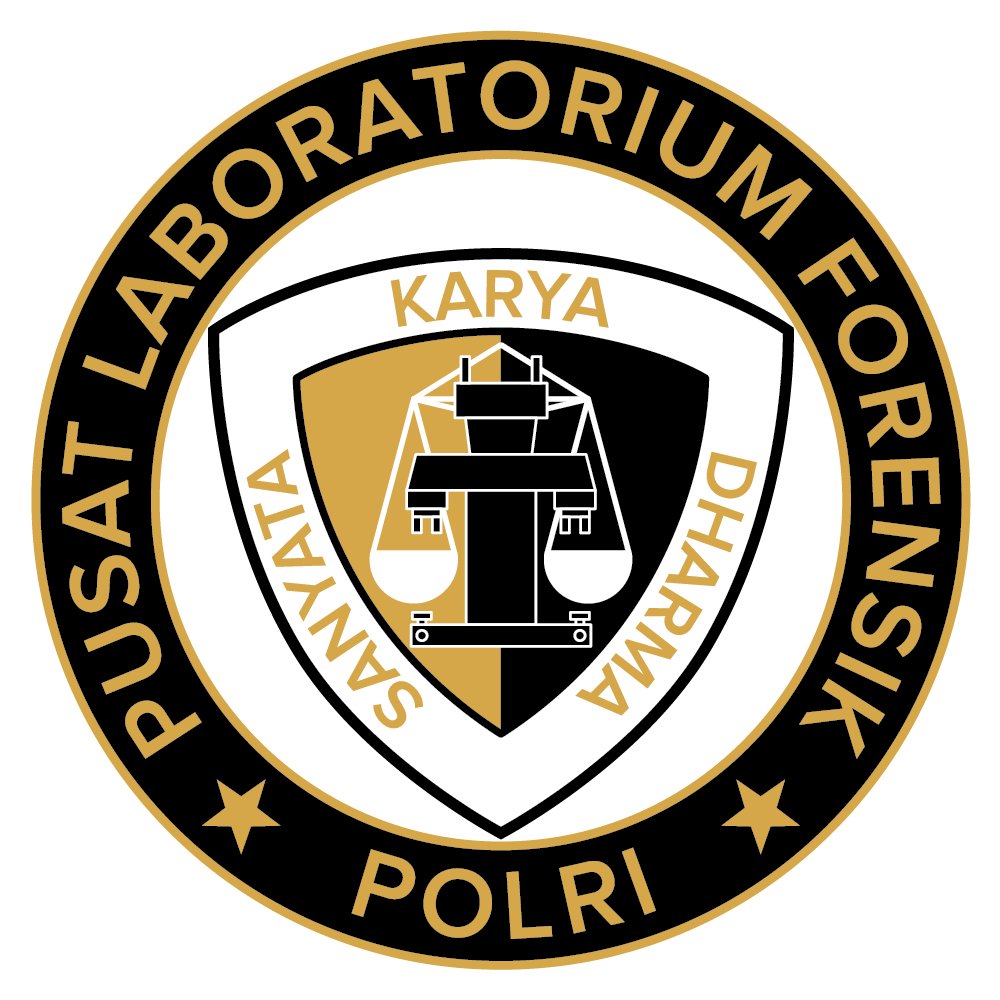 PUSAT LABORATORIUM FORENSIK
KARYA
SANYATA
DHARMA
POLRI